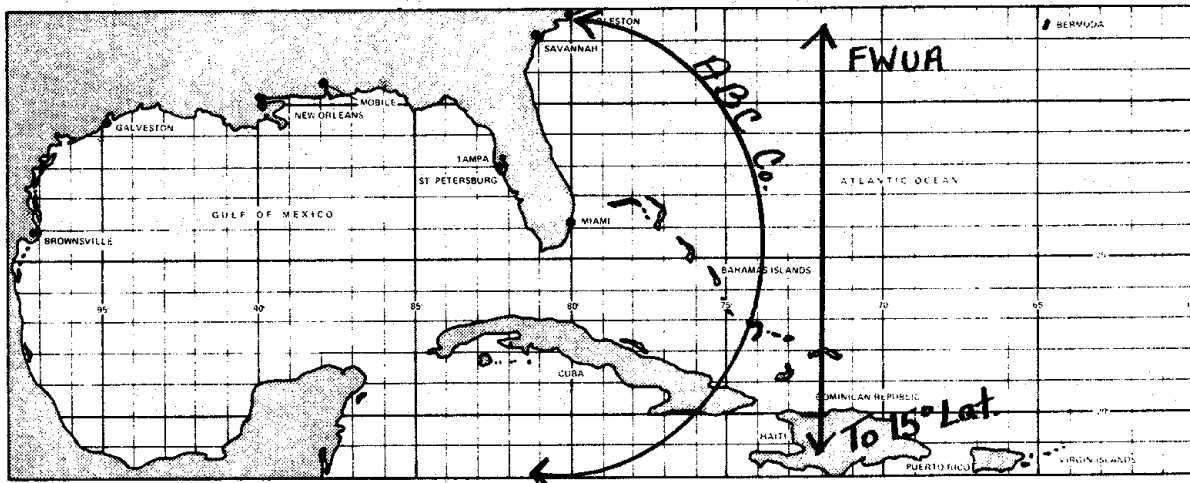 LESTON
BERMUDA
SAVANNAH
FWUA
ABC Co.
MOBILE
NEW ORLEANS
GALVESTON
TAMPA
ST PETERSBURG
ATLANTIC OCEAN
GULF OF MEXICO
MIAMI
BROWNSVILLE
25
BAHAMAS ISLANDS
95
85
80
75
70
65
CUBA
DOMINICAN REPUBLIC
To 15° Lat.
HAITI
PUERTO RICO
VIRGIN ISLANDS